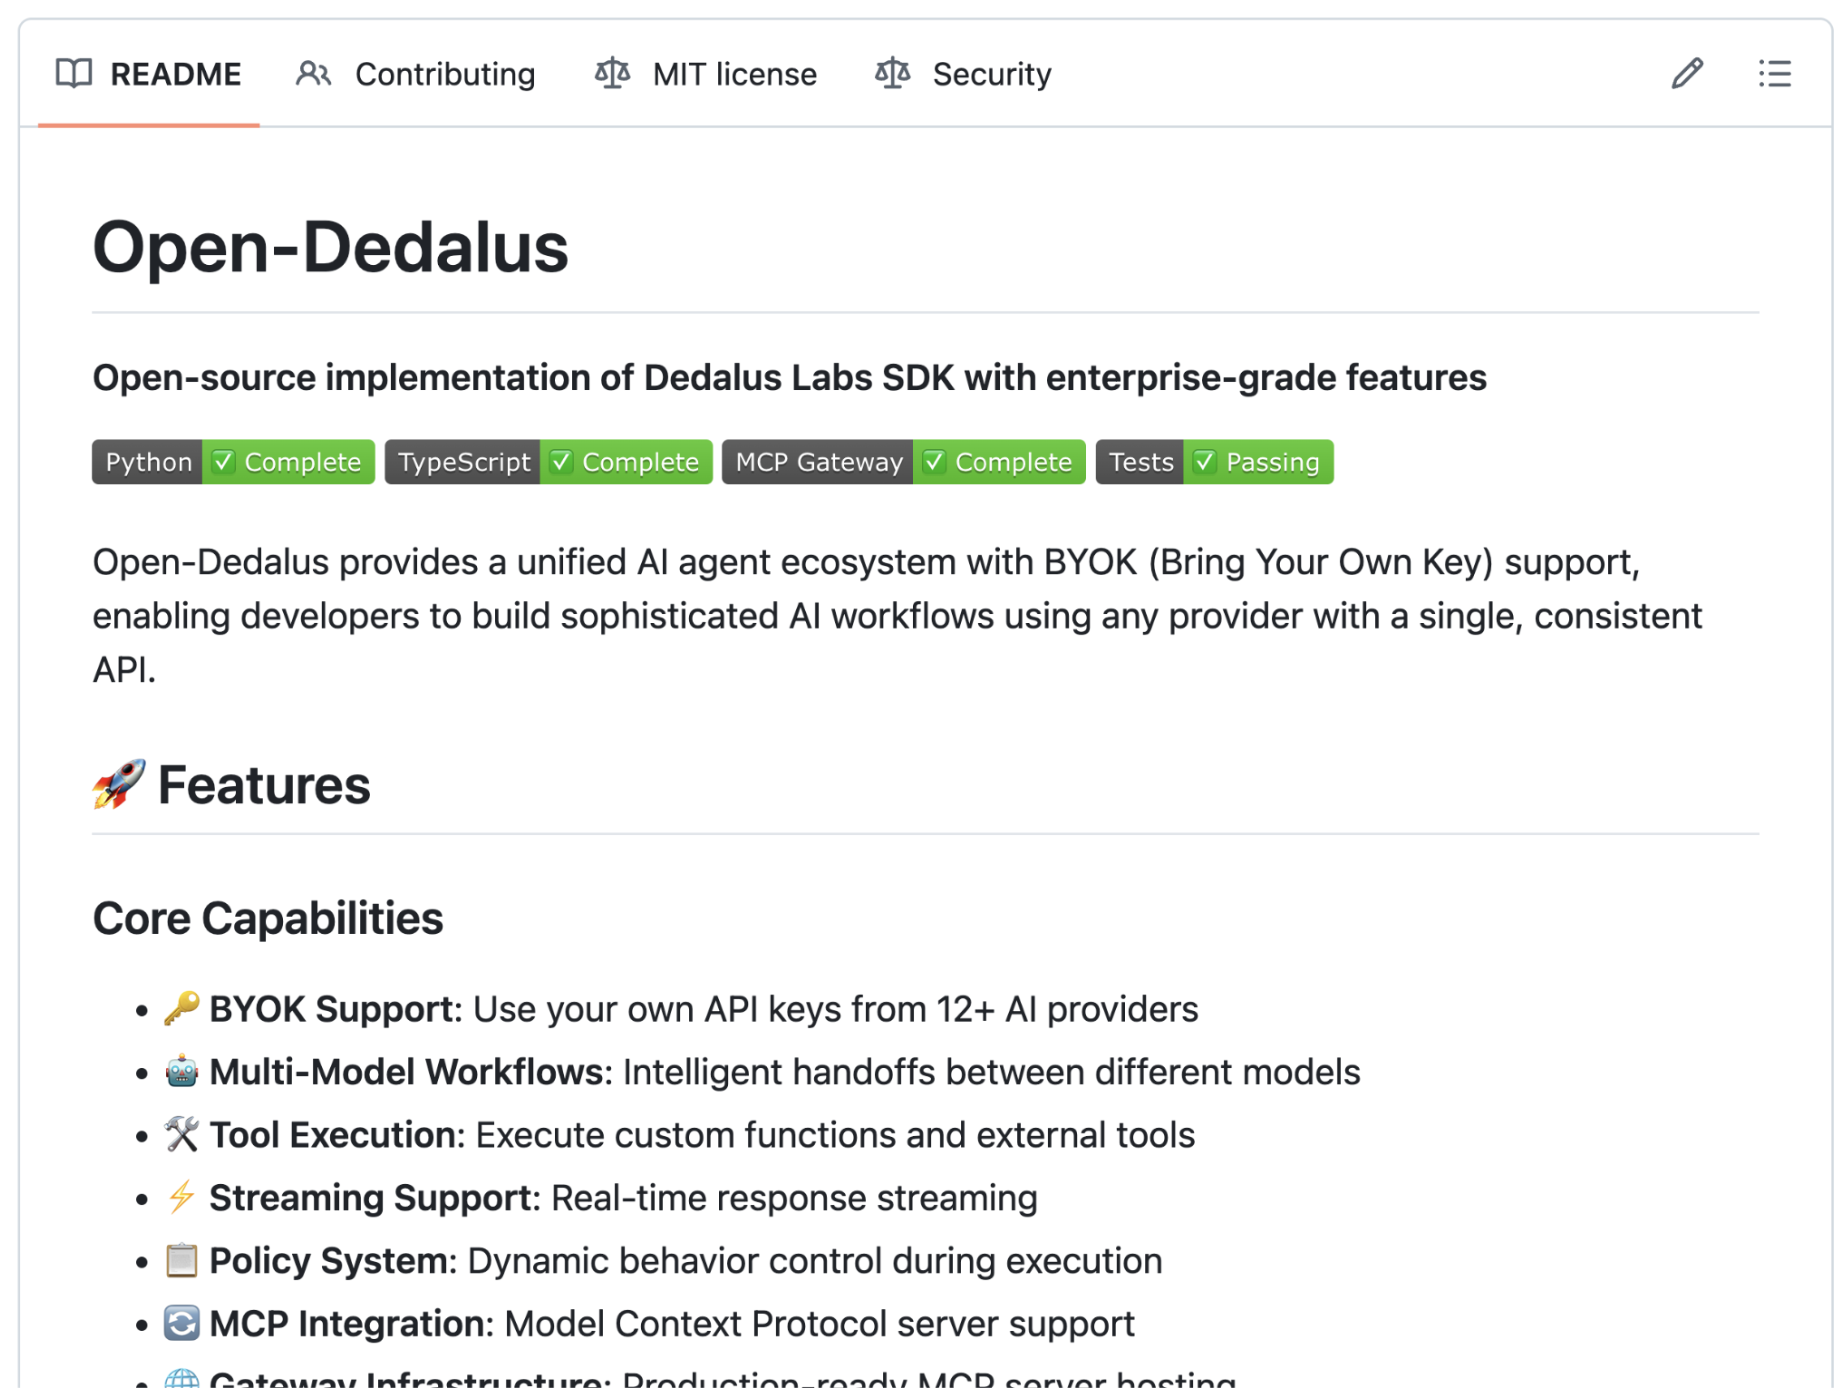 README Contributing MIT license Security
Open-Dedalus
Open-source implementation of Dedalus Labs SDK with enterprise-grade features
Python ✅ Complete TypeScript ✅ Complete MCP Gateway ✅ Complete Tests ✅ Passing
Open-Dedalus provides a unified AI agent ecosystem with BYOK (Bring Your Own Key) support,
enabling developers to build sophisticated AI workflows using any provider with a single, consistent
API.
🚀 Features
Core Capabilities
• 🔑 BYOK Support: Use your own API keys from 12+ AI providers
• 🤖 Multi-Model Workflows: Intelligent handoffs between different models
• 🛠️ Tool Execution: Execute custom functions and external tools
• ⚡ Streaming Support: Real-time response streaming
• 📋 Policy System: Dynamic behavior control during execution
• 🔄 MCP Integration: Model Context Protocol server support
• 🌐 Gateway Infrastructure: Production-ready MCP server hosting